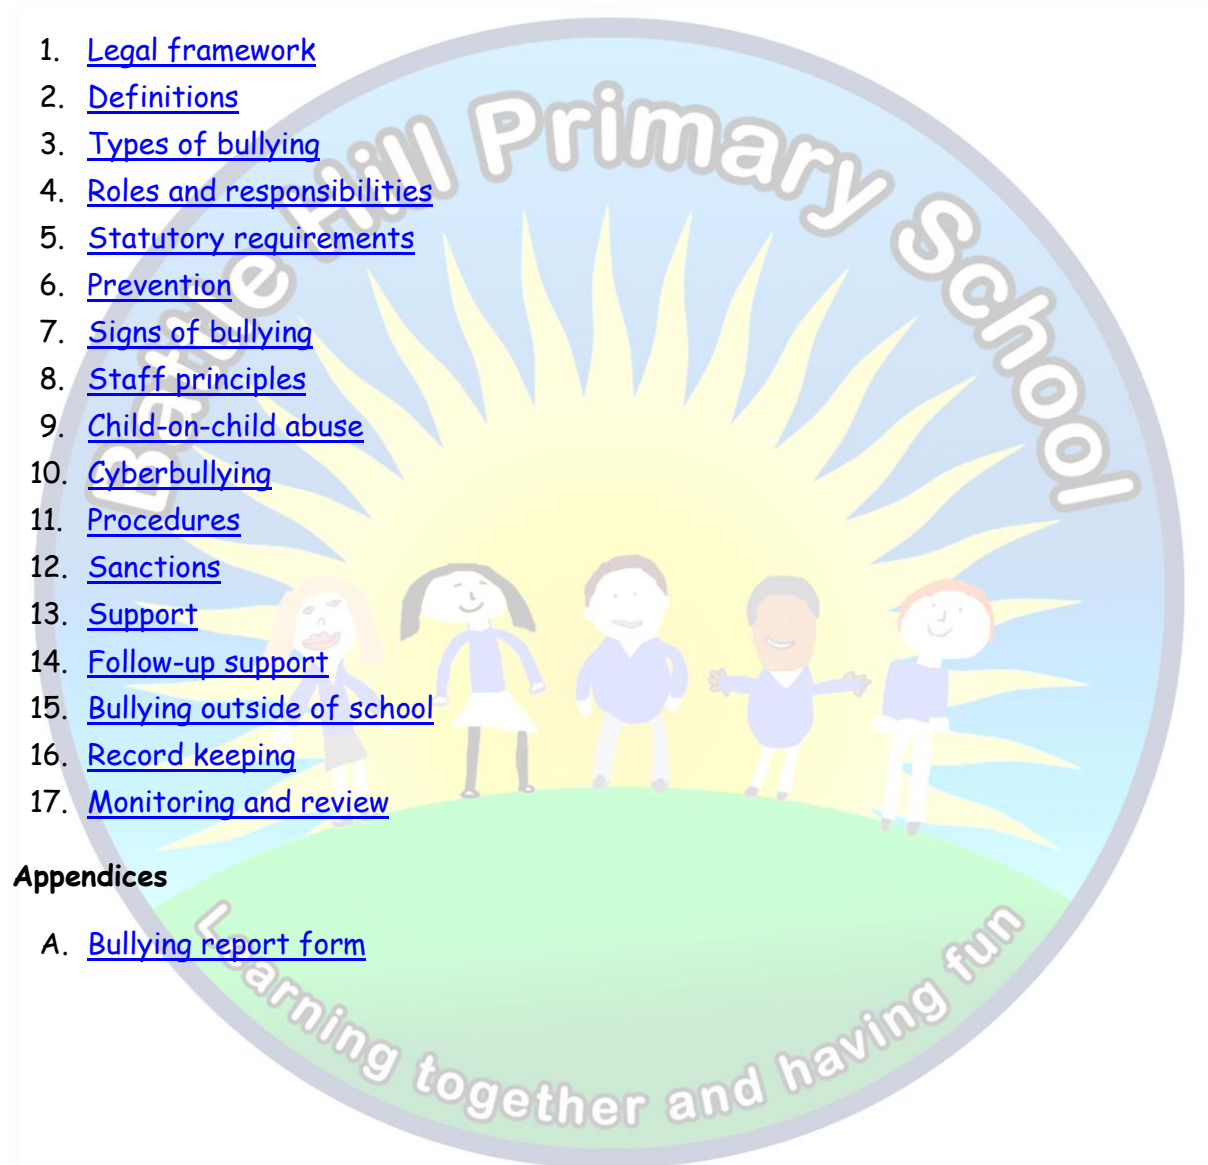 1. Legal framework
2. Definitions
3. Types of bullying
4. Roles and responsibilities
5. Statutory requirements
6. Prevention
7. Signs of bullying
8. Staff principles
9. Child-on-child abuse
10. Cyberbullying
11. Procedures
12. Sanctions
13. Support
14. Follow-up support
15. Bullying outside of school
16. Record keeping
17. Monitoring and review
Appendices
A. Bullying report form
Battle Hill Primary School
Learning together and having fun